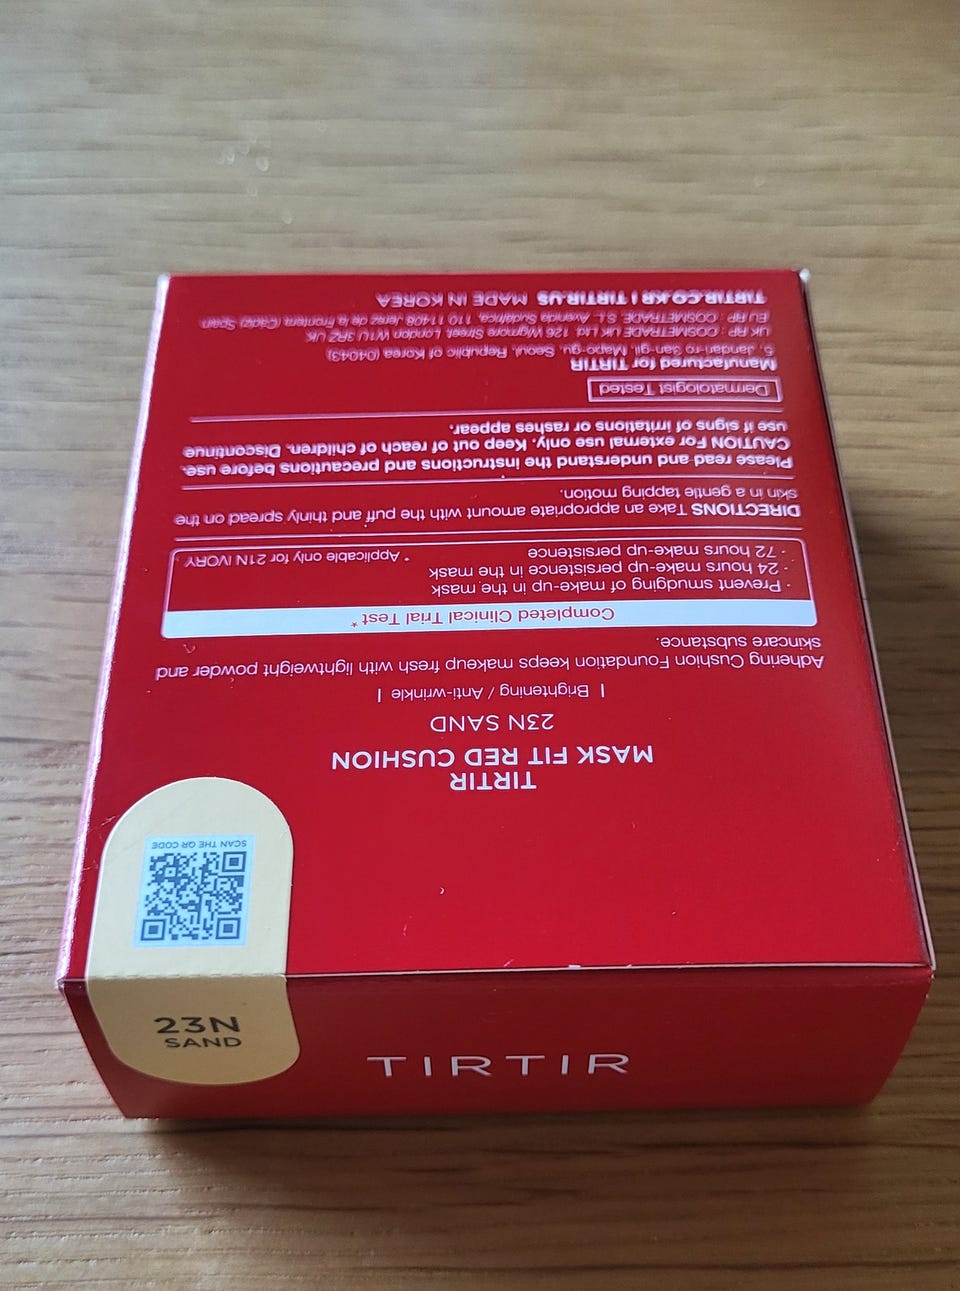 TIRTIR
MASK FIT RED CUSHION
23N SAND
| Brightening / Anti-wrinkle |
Adhering Cushion Foundation keeps makeup fresh with lightweight powder and
skincare substance.
Completed Clinical Trial Test*
· Prevent smudging of make-up in the mask
· 24 hours make-up persistence in the mask
· 72 hours make-up persistence
* Applicable only for 21N IVORY
DIRECTIONS Take an appropriate amount with the puff and thinly spread on the
skin in a gentle tapping motion.
Please read and understand the instructions and precautions before use.
CAUTION For external use only. Keep out of reach of children. Discontinue
use if signs of irritations or rashes appear.
Dermatologist Tested
Manufactured for TIRTIR
5, Jandari-ro 3an-gil, Mapo-gu, Seoul, Republic of Korea (04043)
UK RP : COSMETRADE UK Ltd, 126 Wigmore Street, London W1U 3RZ UK
EU RP : COSMETRADE, S.L. Avenida Sudáfrica, 110 11408 Jerez de la Frontera, (Cádiz) Spain
TIRTIR.CO.KR | TIRTIR.US MADE IN KOREA
SCAN THE QR CODE
23N
SAND
TIRTIR